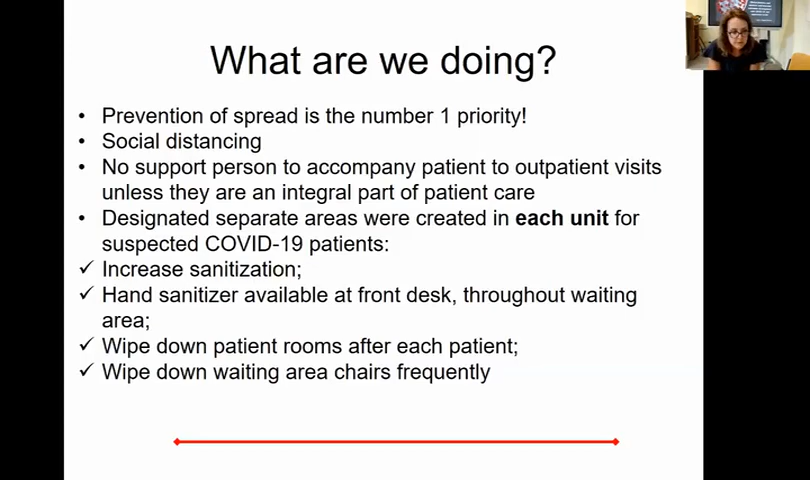 What are we doing?
• Prevention of spread is the number 1 priority!
• Social distancing
• No support person to accompany patient to outpatient visits
unless they are an integral part of patient care
• Designated separate areas were created in each unit for
suspected COVID-19 patients:
✓ Increase sanitization;
✓ Hand sanitizer available at front desk, throughout waiting
area;
✓ Wipe down patient rooms after each patient;
✓ Wipe down waiting area chairs frequently